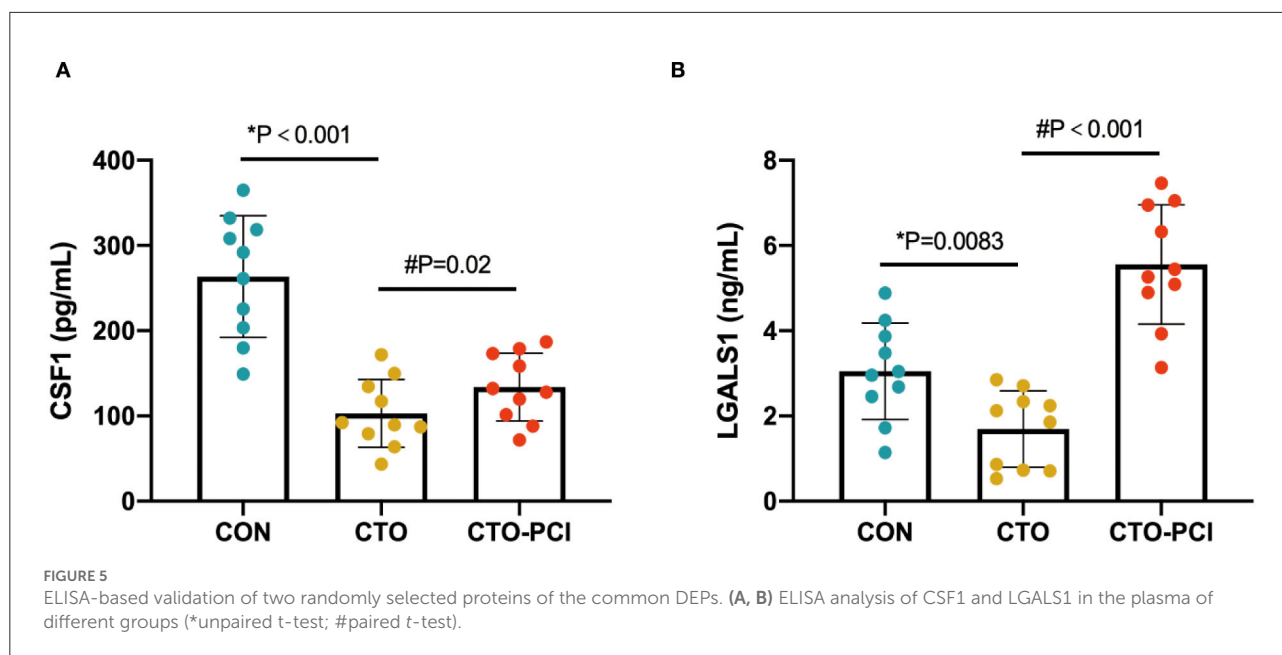 A
*P < 0.001
#P=0.02
CSF1 (pg/mL)
400
300
200
100
0
CON CTO CTO-PCI
B
#P < 0.001
*P=0.0083
LGALS1 (ng/mL)
8
6
4
2
0
CON CTO CTO-PCI
FIGURE 5
ELISA-based validation of two randomly selected proteins of the common DEPs. (A, B) ELISA analysis of CSF1 and LGALS1 in the plasma of
different groups (*unpaired t-test; #paired t-test).